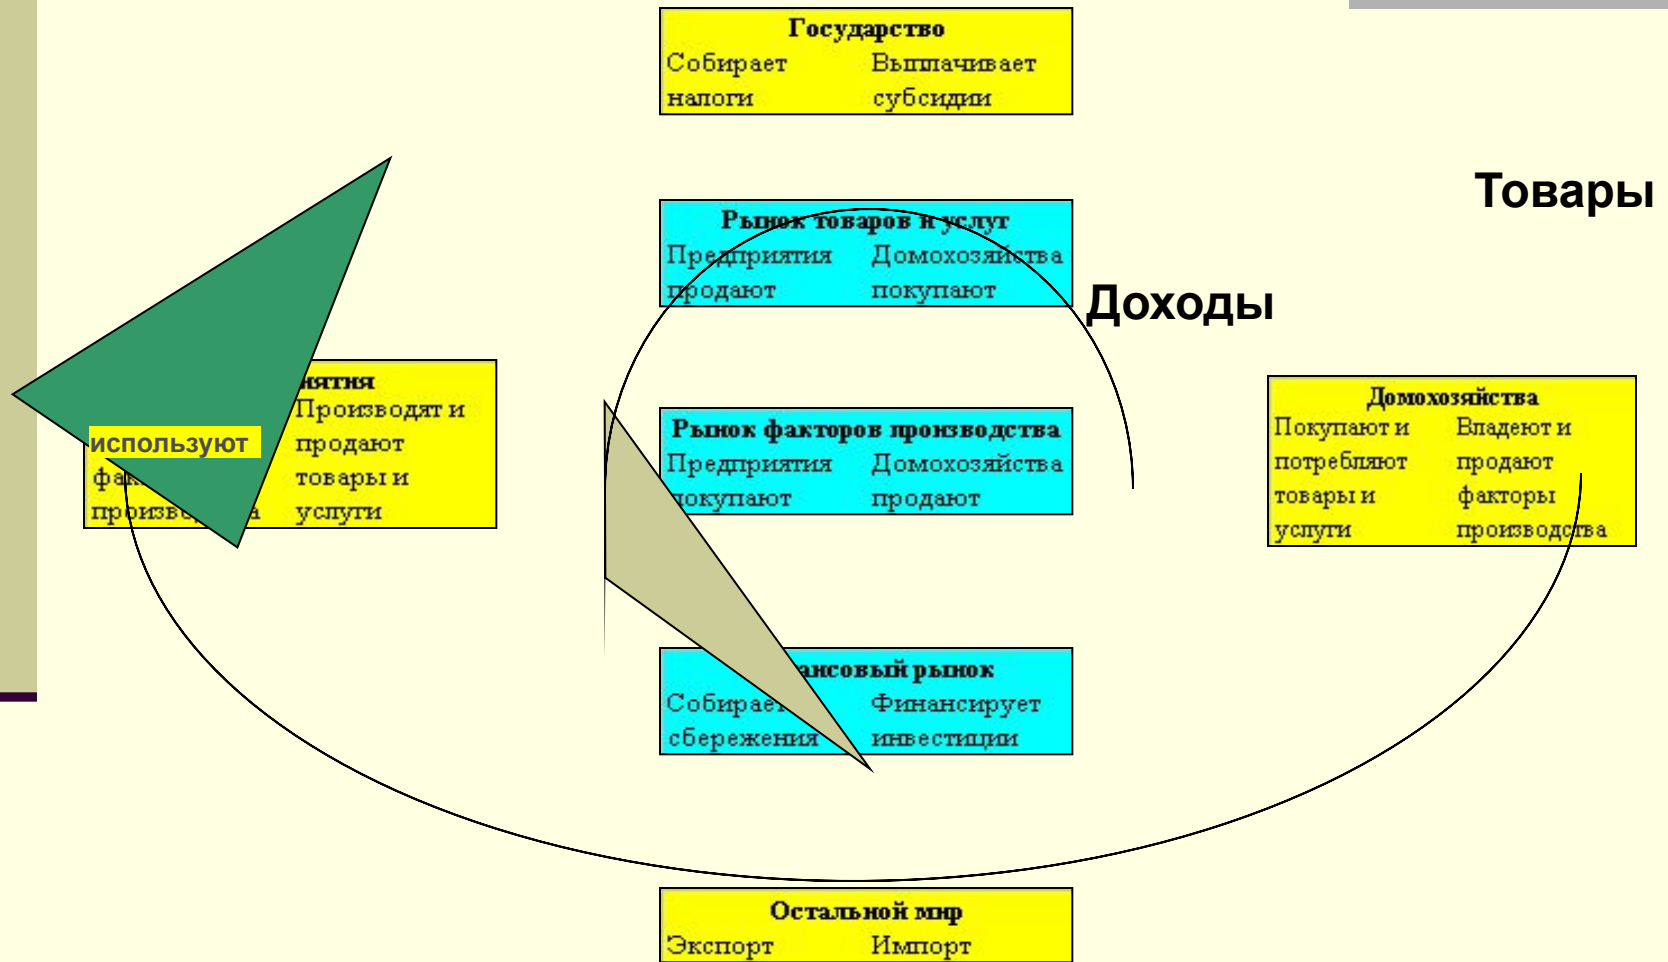 Государство
Собирает Выплачивает
налоги субсидии
Товары
Рынок товаров и услуг
Предприятия Домохозяйства
продают покупают
Доходы
Производят и
используют продают
товары и
услуги
Рынок факторов производства
Предприятия Домохозяйства
покупают продают
Домохозяйства
Покупают и Владеют и
потребляют продают
товары и факторы
услуги производства
Собирает Финансирует
сбережения инвестиции
ансовый рынок
Остальной мир
Экспорт Импорт